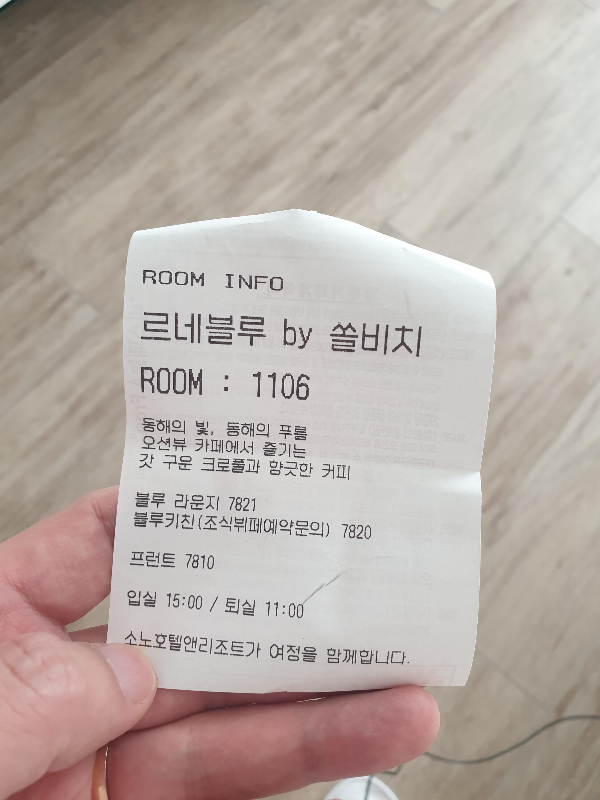 ROOM INFO
르네블루 by 쏠비치
ROOM : 1106
동해의 빛, 동해의 푸름
오션뷰 카페에서 즐기는
갓 구운 크로플과 향긋한 커피
블루 라운지 7821
블루키친(조식뷔페예약문의) 7820
프런트 7810
입실 15:00 / 퇴실 11:00
소노호텔앤리조트가 여정을 함께합니다.